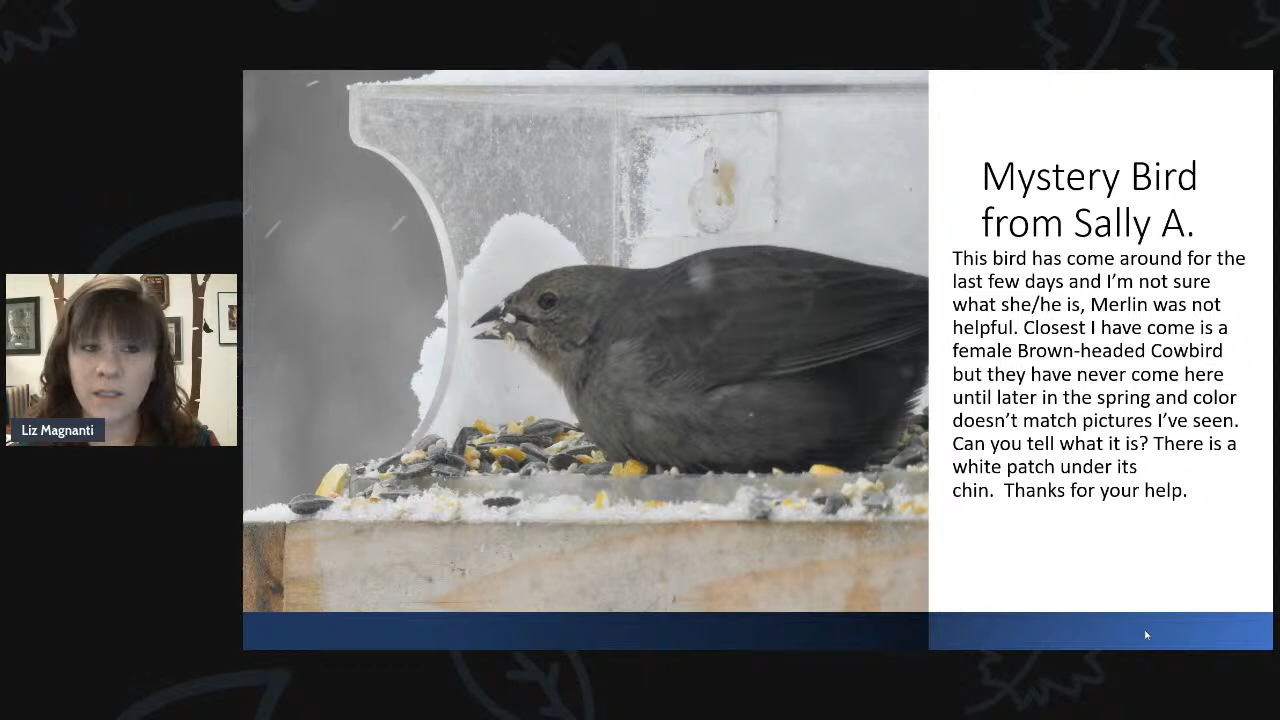 Mystery Bird
from Sally A.
This bird has come around for the
last few days and I'm not sure
what she/he is, Merlin was not
helpful. Closest I have come is a
female Brown-headed Cowbird
but they have never come here
until later in the spring and color
doesn't match pictures I've seen.
Can you tell what it is? There is a
white patch under its
chin.  Thanks for your help.
Liz Magnanti